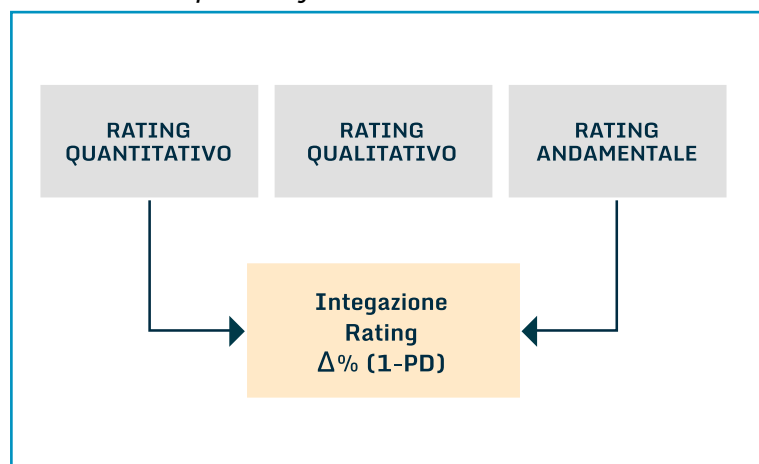 RATING
QUANTITATIVO
RATING
QUALITATIVO
RATING
ANDAMENTALE
Integazione
Rating
Δ% (1-PD)